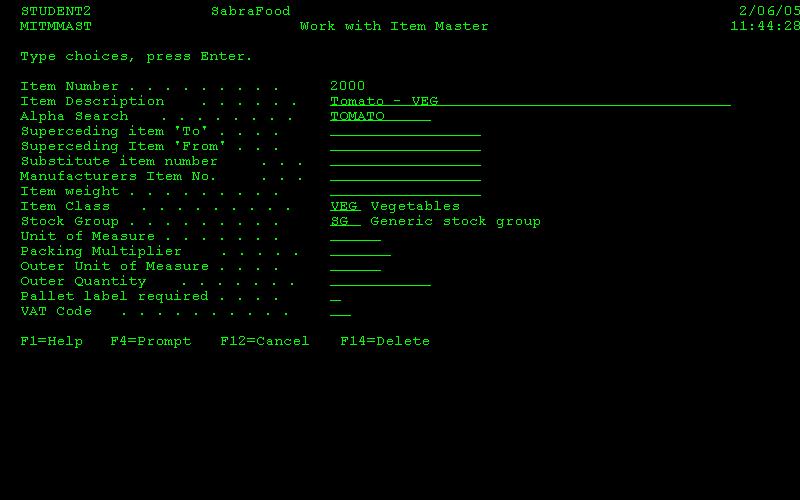 STUDENT2 SabraFood 2/06/05
MITMMAST Work with Item Master 11:44:28
Type choices, press Enter.
Item Number . . . . . . . . . 2000
Item Description . . . . . . Tomato - VEG
Alpha Search . . . . . . . . TOMATO
Superceding item 'To' . . . .
Superceding Item 'From' . . .
Substitute item number . . .
Manufacturers Item No. . . .
Item weight . . . . . . . . .
Item Class . . . . . . . . . VEG Vegetables
Stock Group . . . . . . . . . SG Generic stock group
Unit of Measure . . . . . . .
Packing Multiplier . . . . .
Outer Unit of Measure . . . .
Outer Quantity . . . . . . .
Pallet label required . . . .
VAT Code . . . . . . . . . .
F1=Help F4=Prompt F12=Cancel F14=Delete